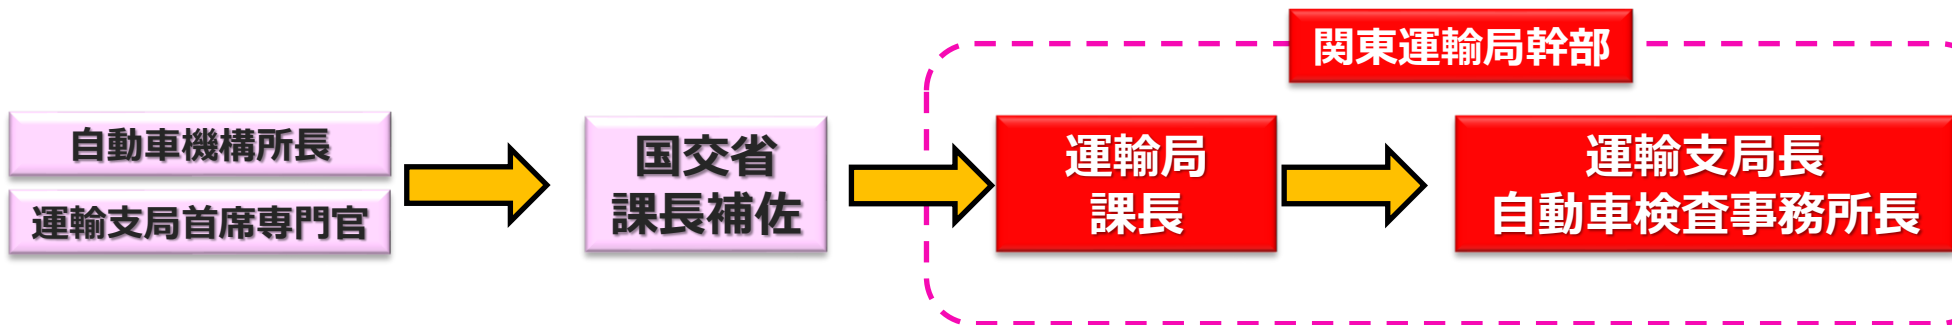 関東運輸局幹部
自動車機構所長
運輸支局首席専門官
国交省
課長補佐
運輸局
課長
運輸支局長
自動車検査事務所長